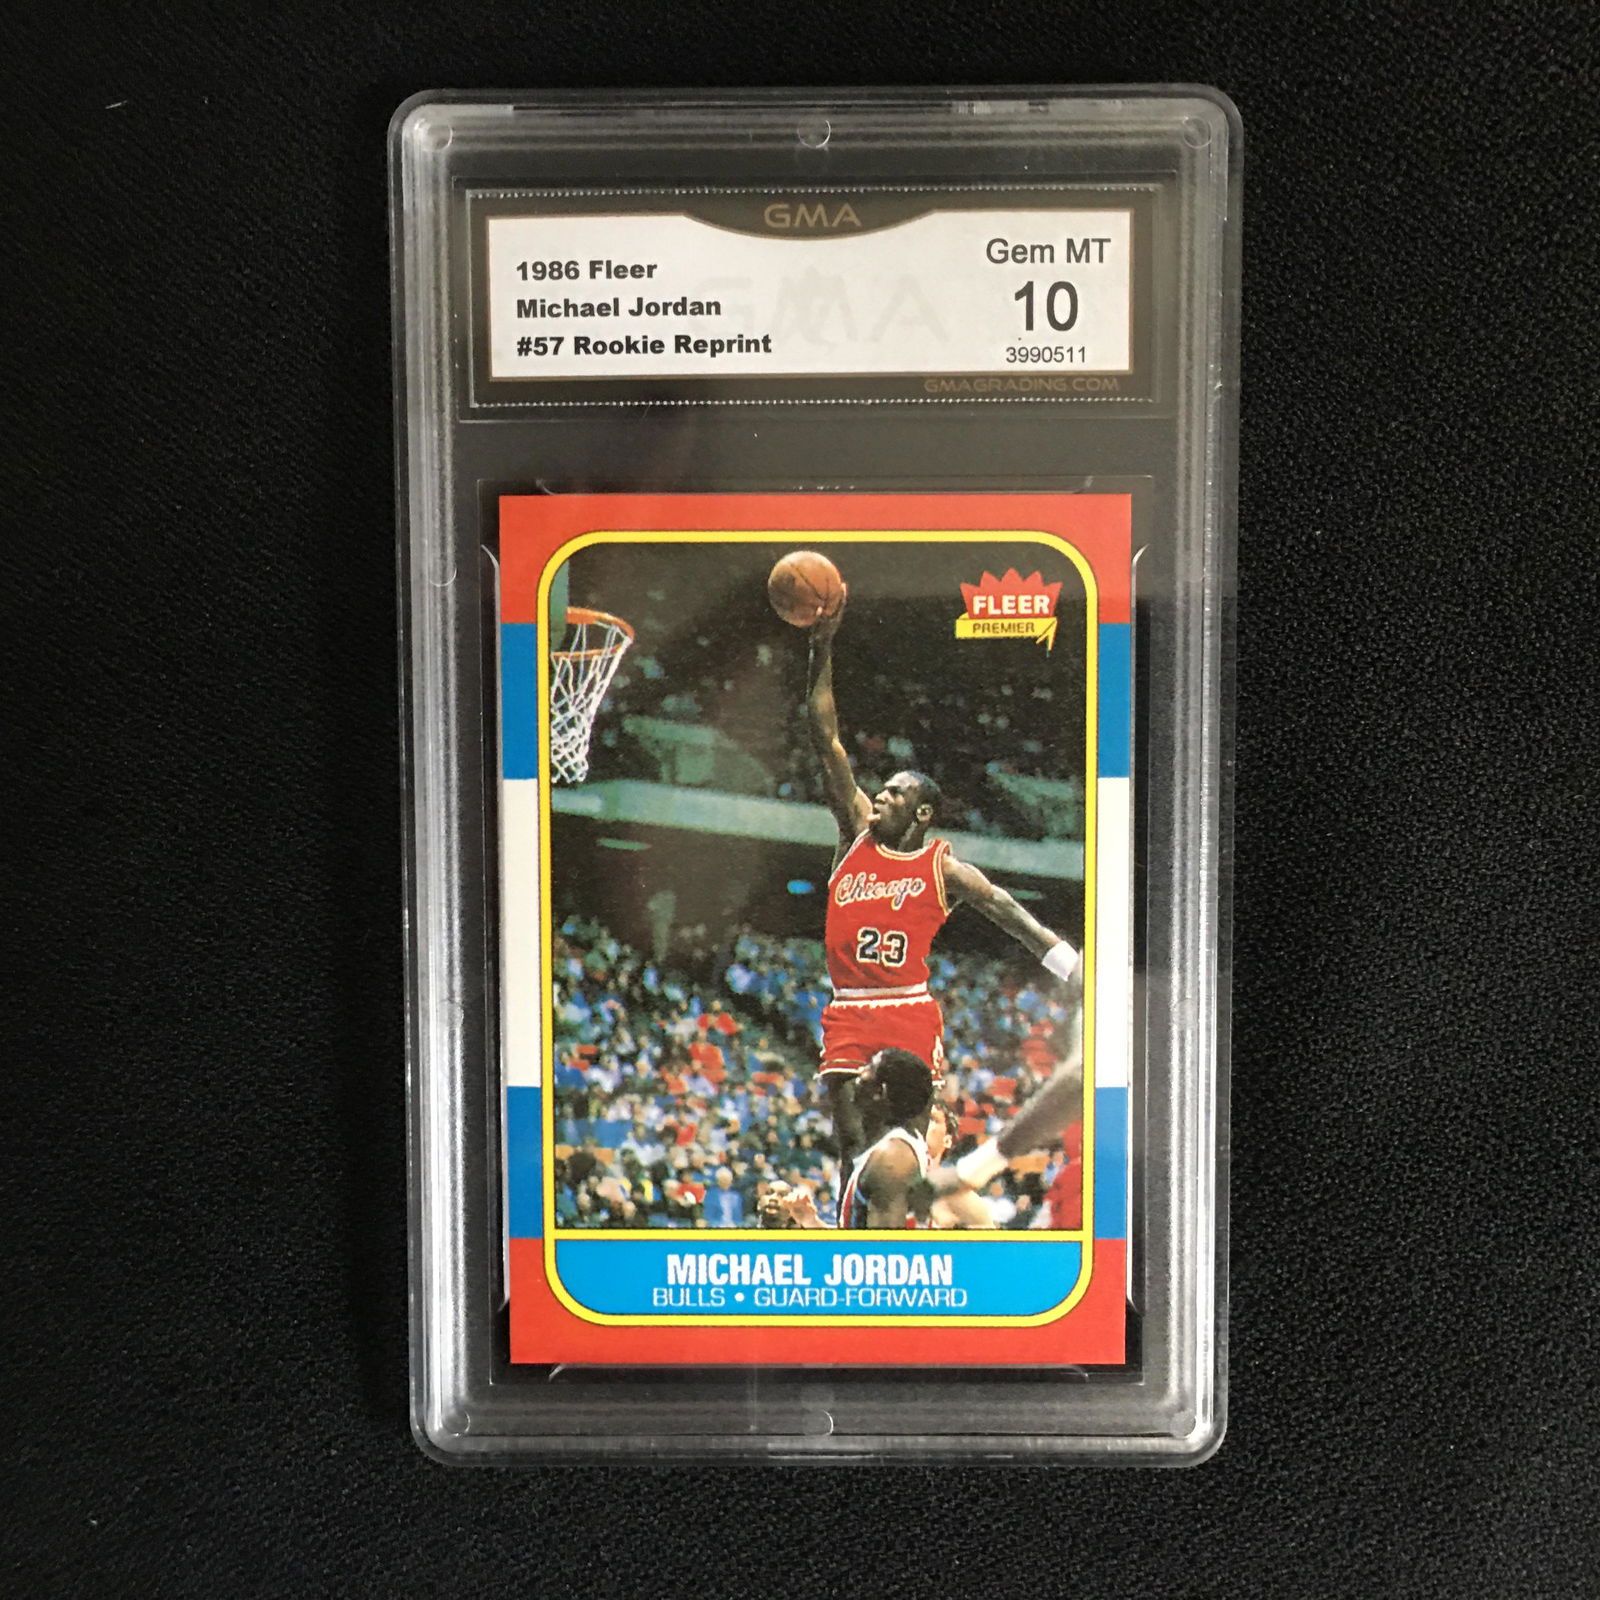 GMA
1986 Fleer
Michael Jordan
#57 Rookie Reprint
Gem MT
10
3990511
GMA
GMAGRADING.COM
FLEER
PREMIER
Chicago
23
MICHAEL JORDAN
BULLS • GUARD-FORWARD